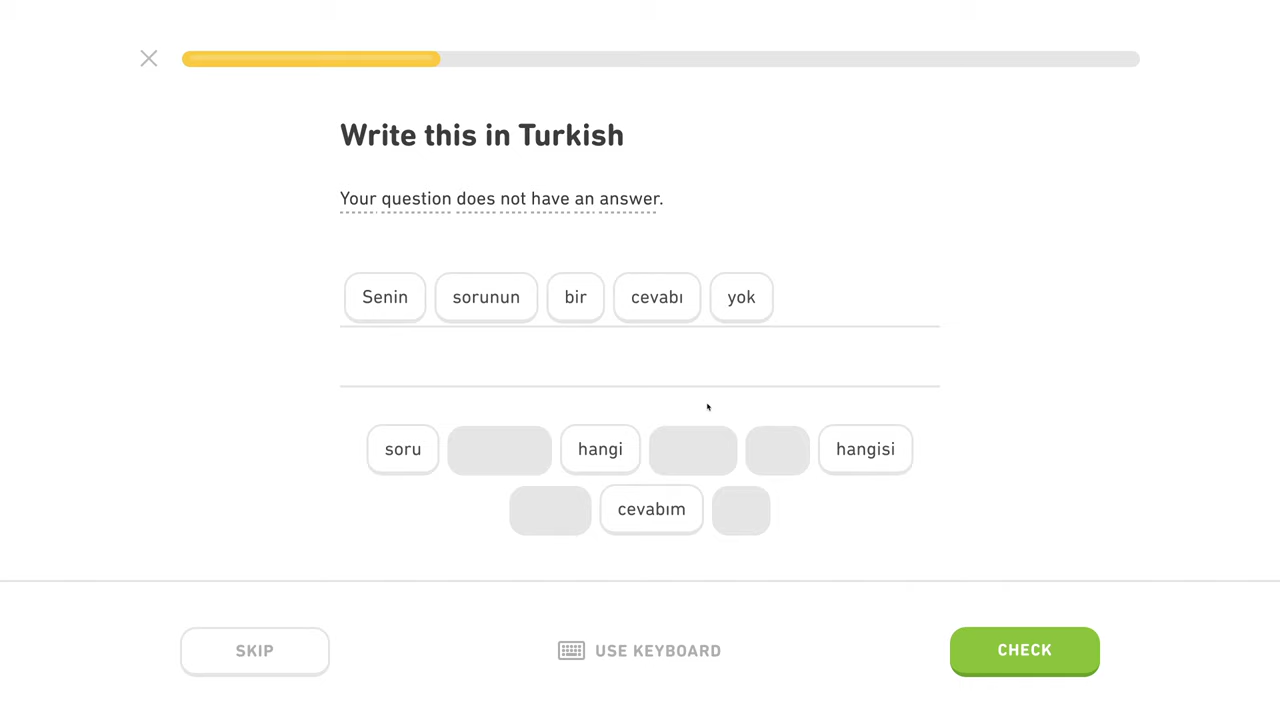 Write this in Turkish
Your question does not have an answer.
Senin sorunun bir cevabı yok
soru hangi hangisi
cevabım
SKIP USE KEYBOARD CHECK